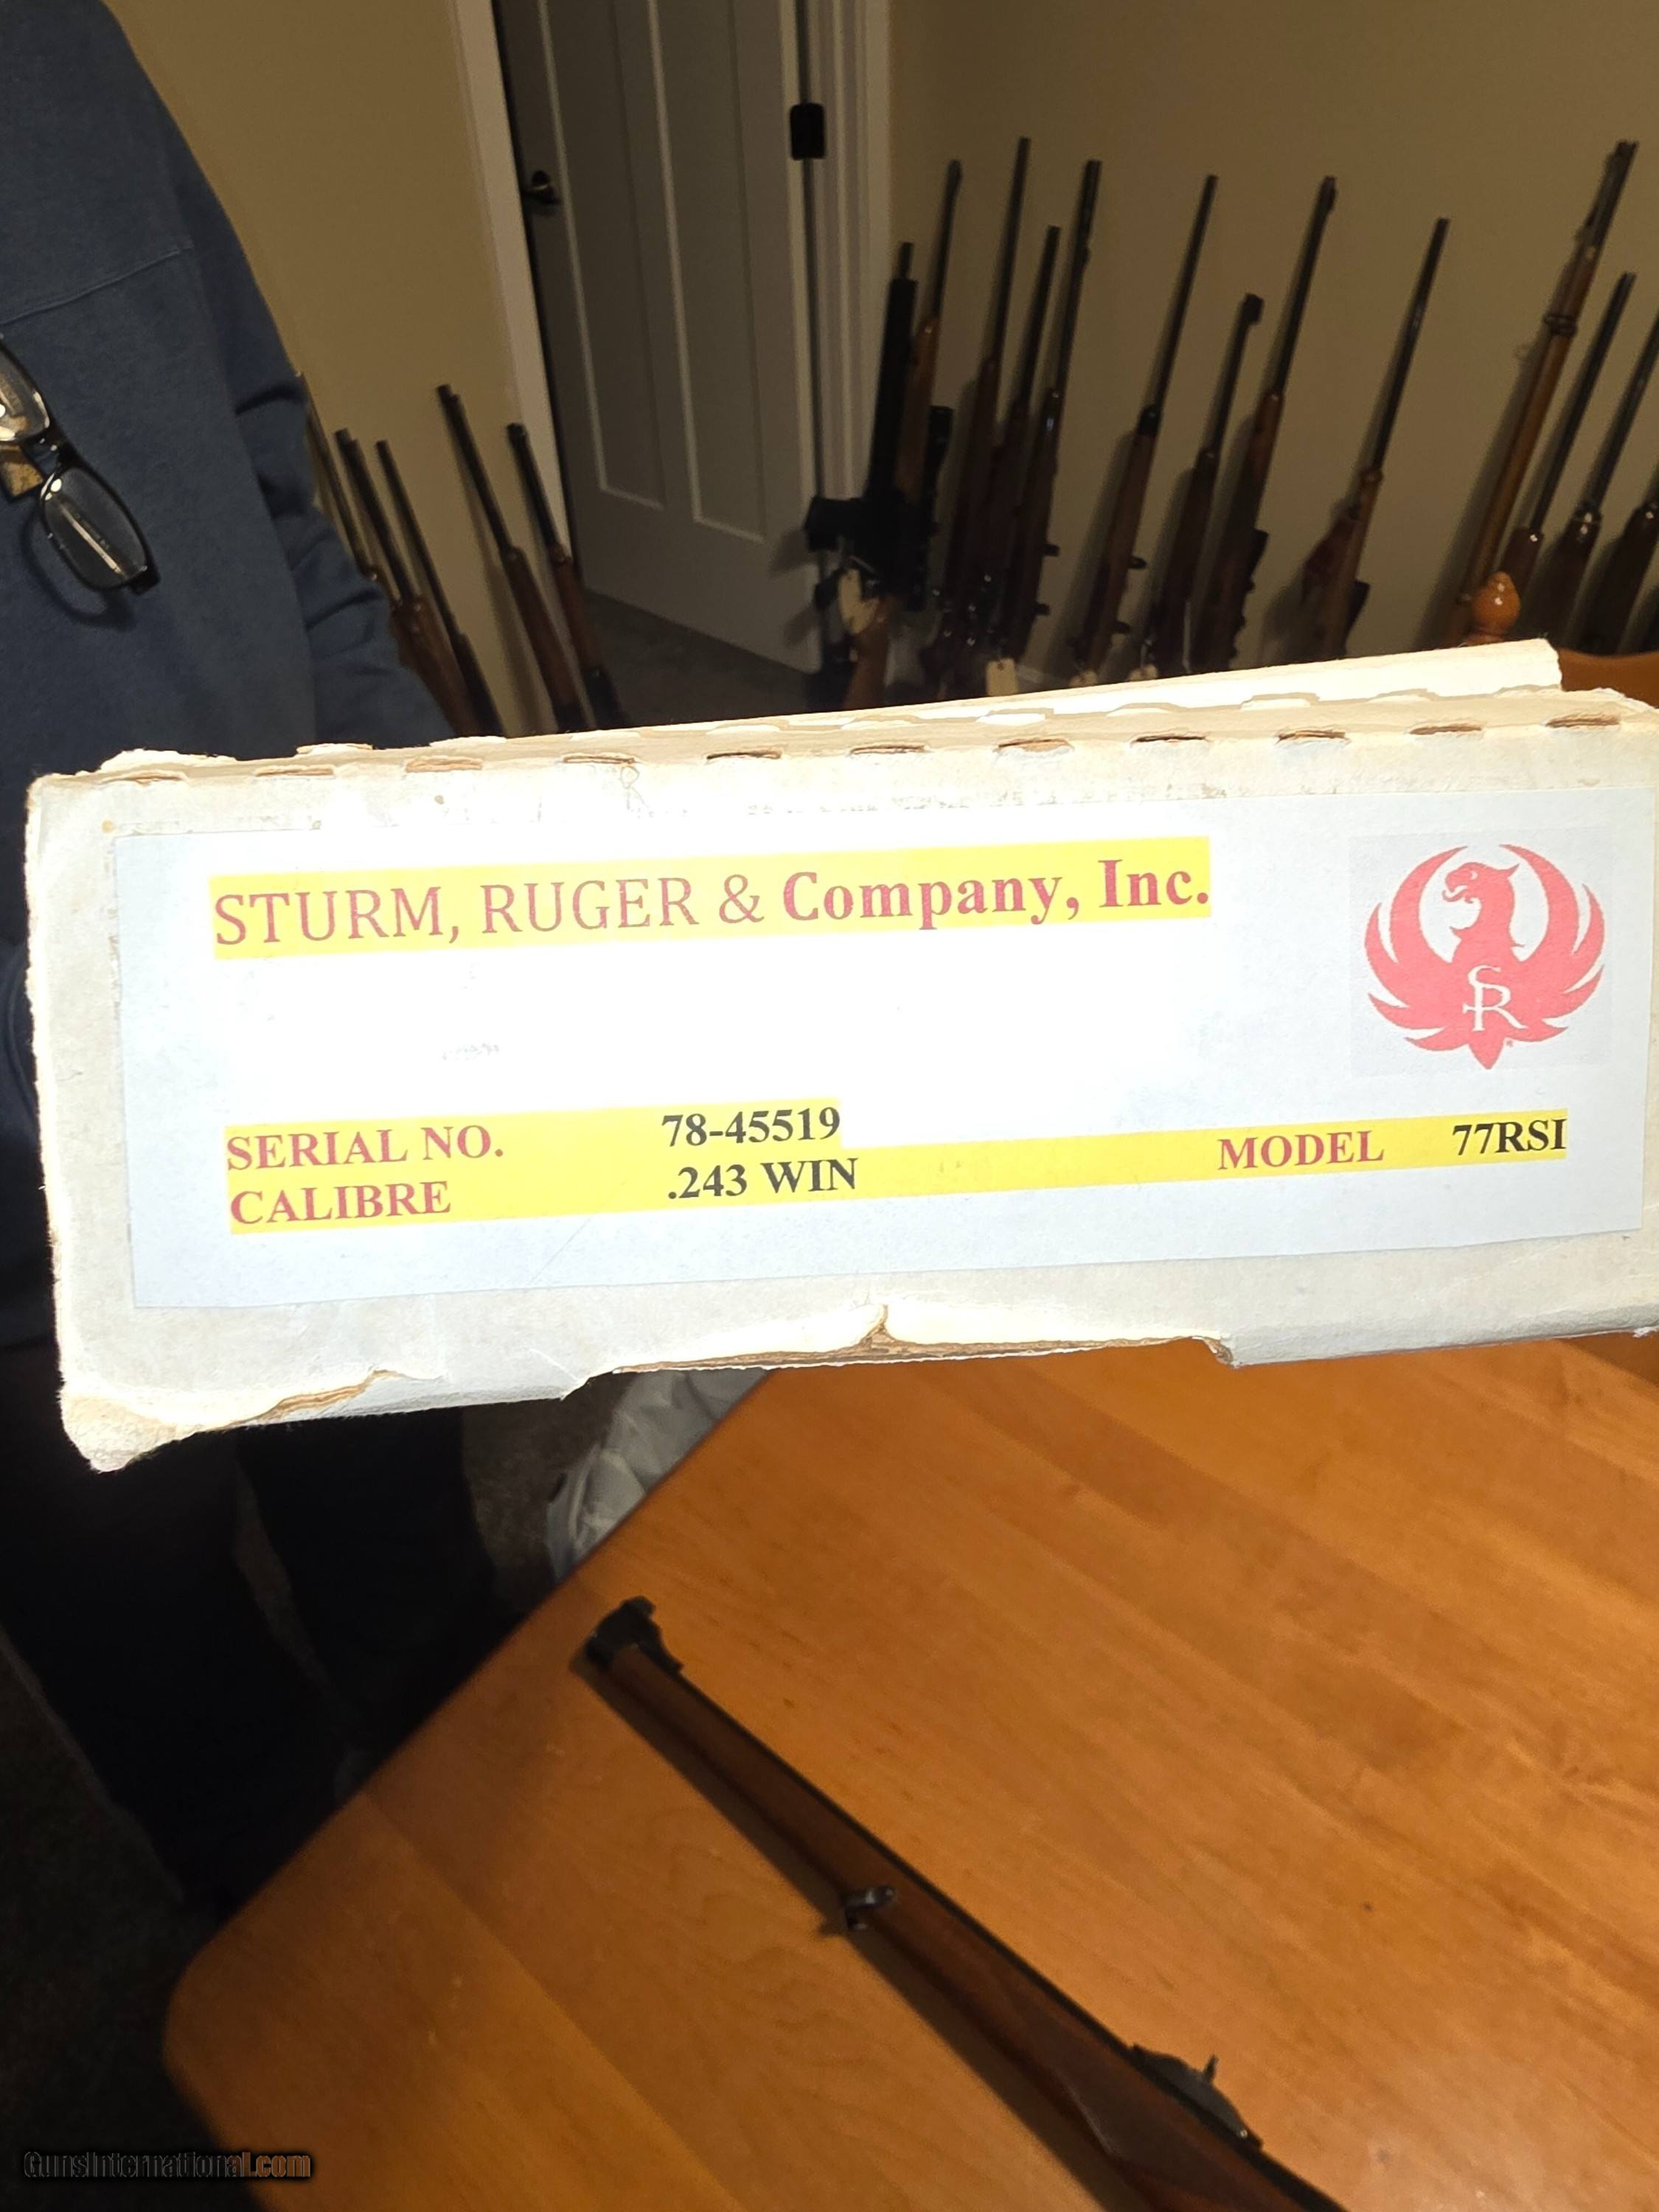 STURM, RUGER & Company, Inc.
SR
SERIAL NO. 78-45519
CALIBRE .243 WIN MODEL 77RSI
GunsInternational.com